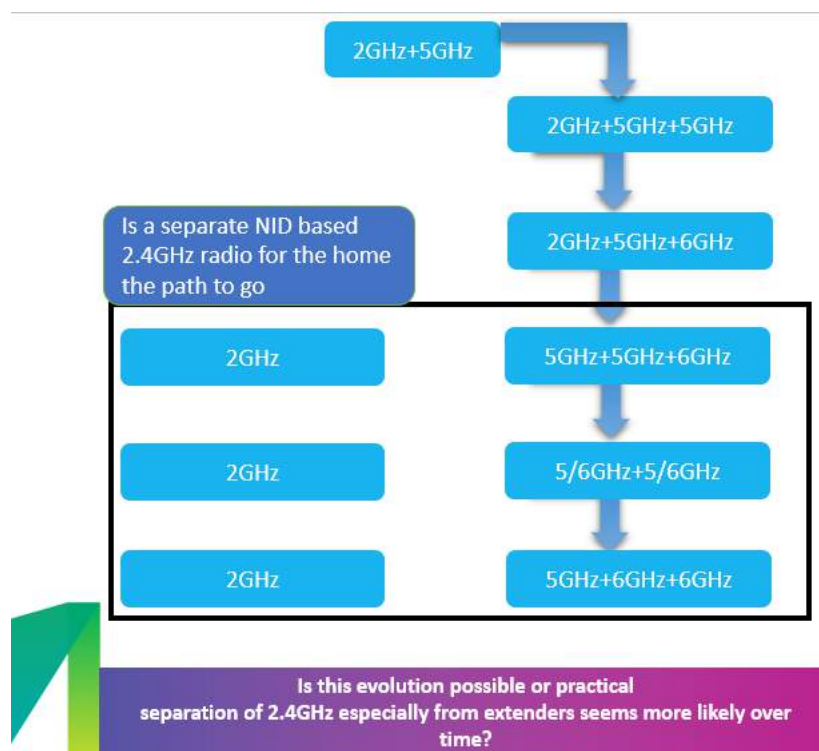 2GHz+5GHz
2GHz+5GHz+5GHz
Is a separate NID based
2.4GHz radio for the home
the path to go
2GHz+5GHz+6GHz
2GHz
5GHz+5GHz+6GHz
2GHz
5/6GHz+5/6GHz
2GHz
5GHz+6GHz+6GHz
Is this evolution possible or practical
separation of 2.4GHz especially from extenders seems more likely over
time?